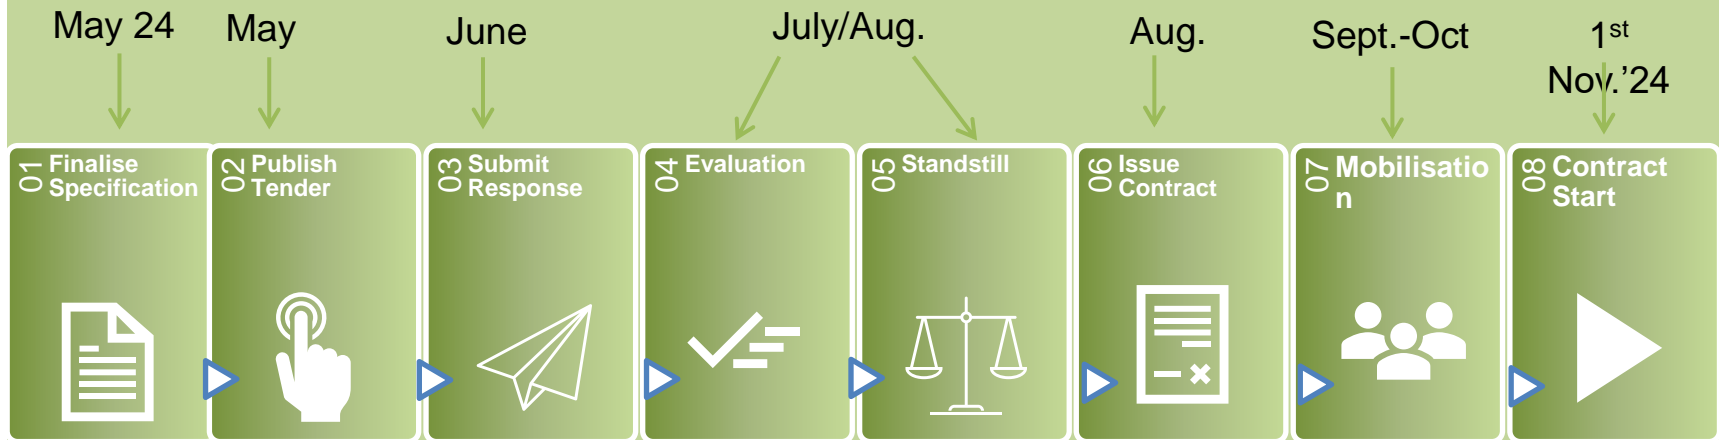 May 24
May
June
July/Aug.
Aug.
Sept.-Oct
1st
Nov.’24
01
Finalise
Specification
02
Publish
Tender
03
Submit
Response
04
Evaluation
05
Standstill
06
Issue
Contract
07
Mobilisatio
n
08
Contract
Start